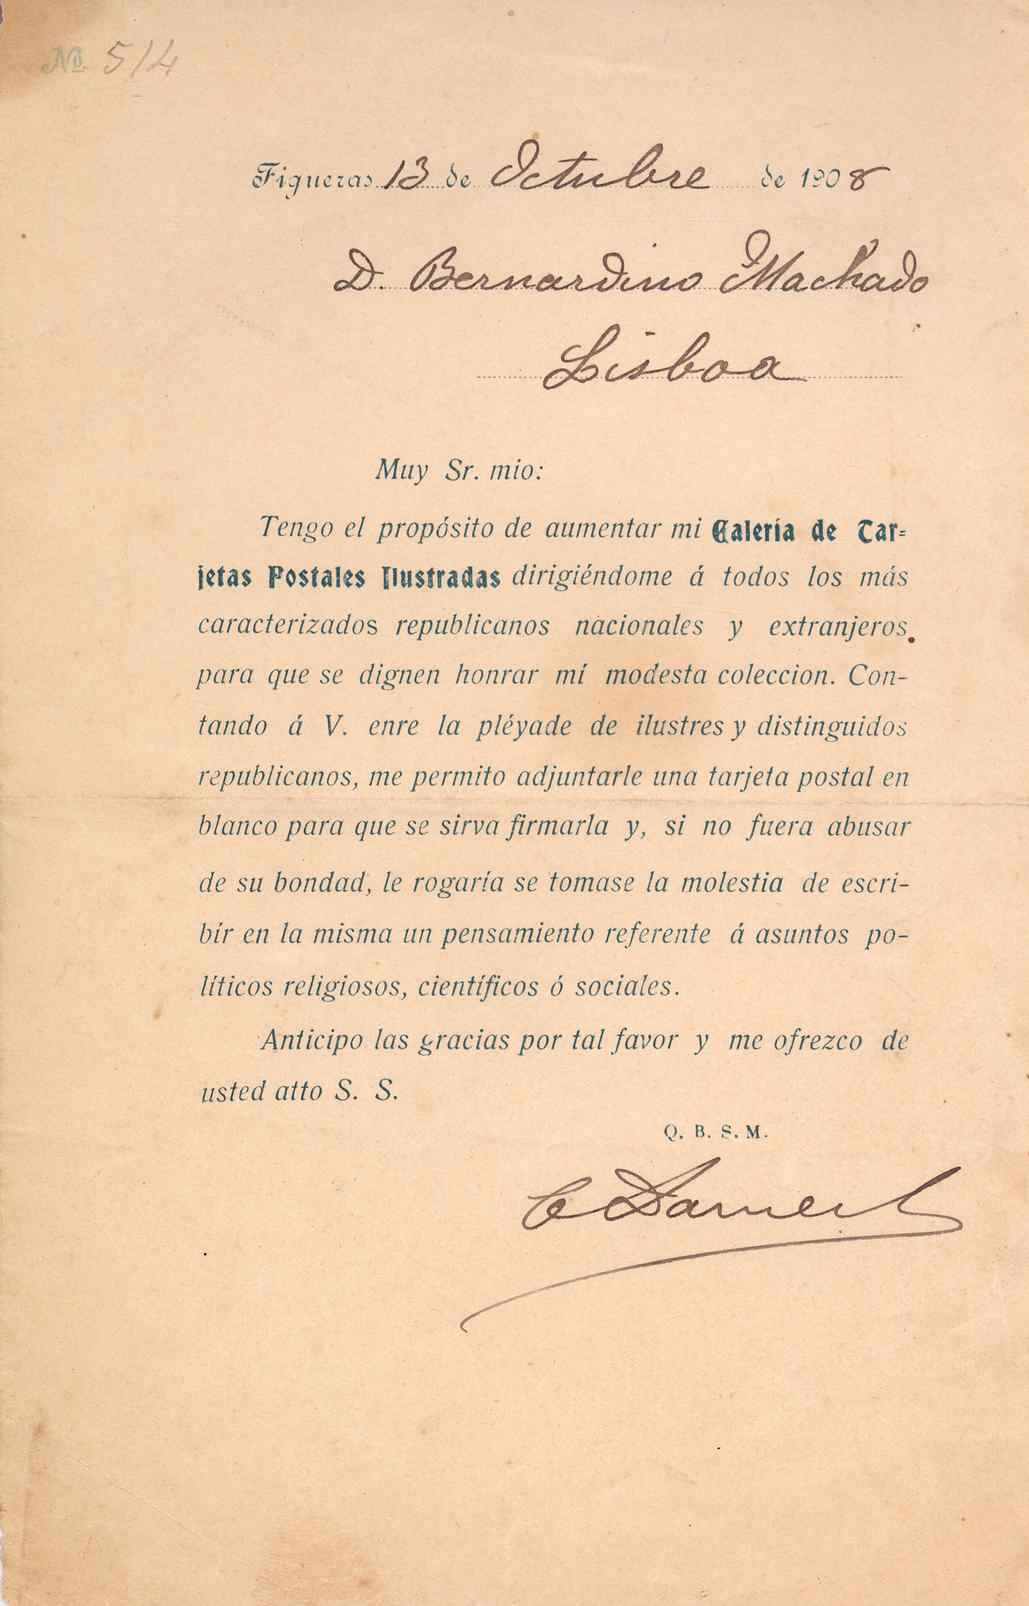 No. 514
Figueras 13 de Octubre de 1908
D. Bernardino Machado
Lisboa
Muy Sr. mio:
Tengo el propósito de aumentar mi Galería de Tar-
jetas Postales Ilustradas dirigiéndome á todos los más
caracterizados republicanos nacionales y extranjeros.
para que se dignen honrar mí modesta coleccion. Con-
tando á V. enre la pléyade de ilustres y distinguidos
republicanos, me permito adjuntarle una tarjeta postal en
blanco para que se sirva firmarla y, si no fuera abusar
de su bondad, le rogaría se tomase la molestia de escri-
bír en la misma un pensamiento referente á asuntos po-
líticos religiosos, científicos ó sociales.
Anticipo las gracias por tal favor y me ofrezco de
usted atto S. S.
Q. B. S. M.